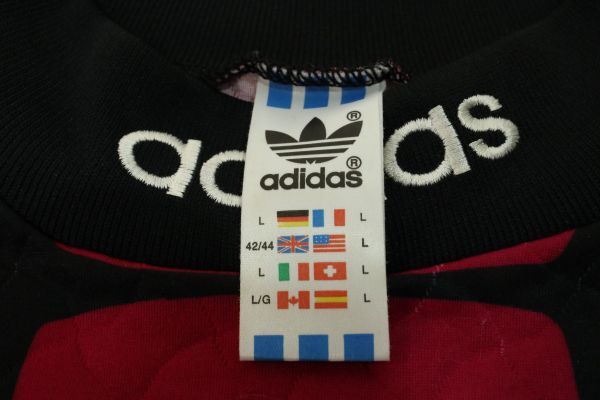 adidas
®
adidas®
L L
42/44 L
L L
L/G L